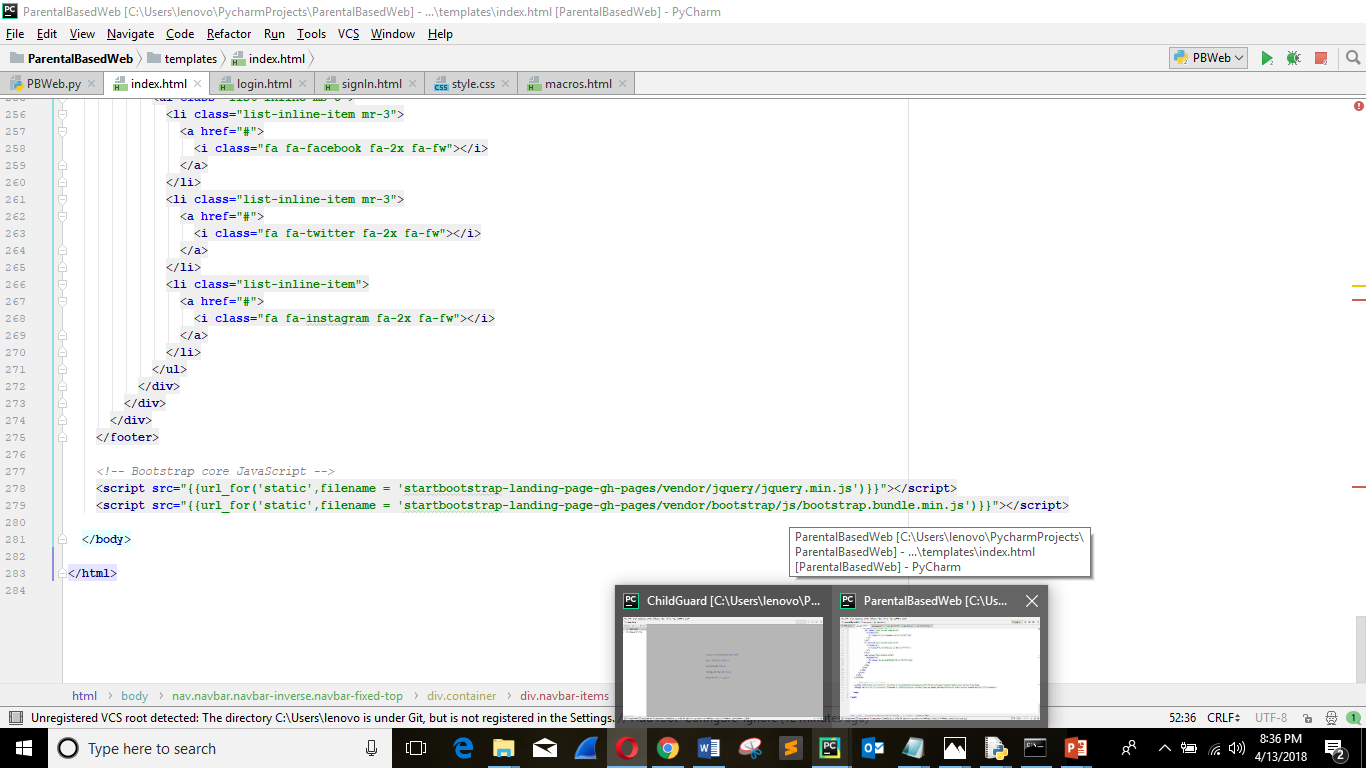 ParentalBasedWeb [C:\Users\lenovo\PycharmProjects\ParentalBasedWeb] - ...\templates\index.html [ParentalBasedWeb] - PyCharm
File Edit View Navigate Code Refactor Run Tools VCS Window Help
ParentalBasedWeb templates index.html PBWeb
PBWeb.py index.html login.html signIn.html style.css macros.html
256 <li class="list-inline-item mr-3">
257 <a href="#">
258 <i class="fa fa-facebook fa-2x fa-fw"></i>
259 </a>
260 </li>
261 <li class="list-inline-item mr-3">
262 <a href="#">
263 <i class="fa fa-twitter fa-2x fa-fw"></i>
264 </a>
265 </li>
266 <li class="list-inline-item">
267 <a href="#">
268 <i class="fa fa-instagram fa-2x fa-fw"></i>
269 </a>
270 </li>
271 </ul>
272 </div>
273 </div>
274 </div>
275 </footer>
276
277 <!-- Bootstrap core JavaScript -->
278 <script src="{{url_for('static',filename = 'startbootstrap-landing-page-gh-pages/vendor/jquery/jquery.min.js')}}"></script>
279 <script src="{{url_for('static',filename = 'startbootstrap-landing-page-gh-pages/vendor/bootstrap/js/bootstrap.bundle.min.js')}}"></script>
280
281 </body>
282
283 </html>
284
ParentalBasedWeb [C:\Users\lenovo\PycharmProjects\
ParentalBasedWeb] - ...\templates\index.html
[ParentalBasedWeb] - PyCharm
ChildGuard [C:\Users\lenovo\P... ParentalBasedWeb [C:\Us...
html body nav.navbar.navbar-inverse.navbar-fixed-top div.container div.navbar-items
Unregistered VCS root detected: The directory C:\Users\lenovo is under Git, but is not registered in the Settings. 52:36 CRLF UTF-8 1
Type here to search 8:36 PM
4/13/2018 2